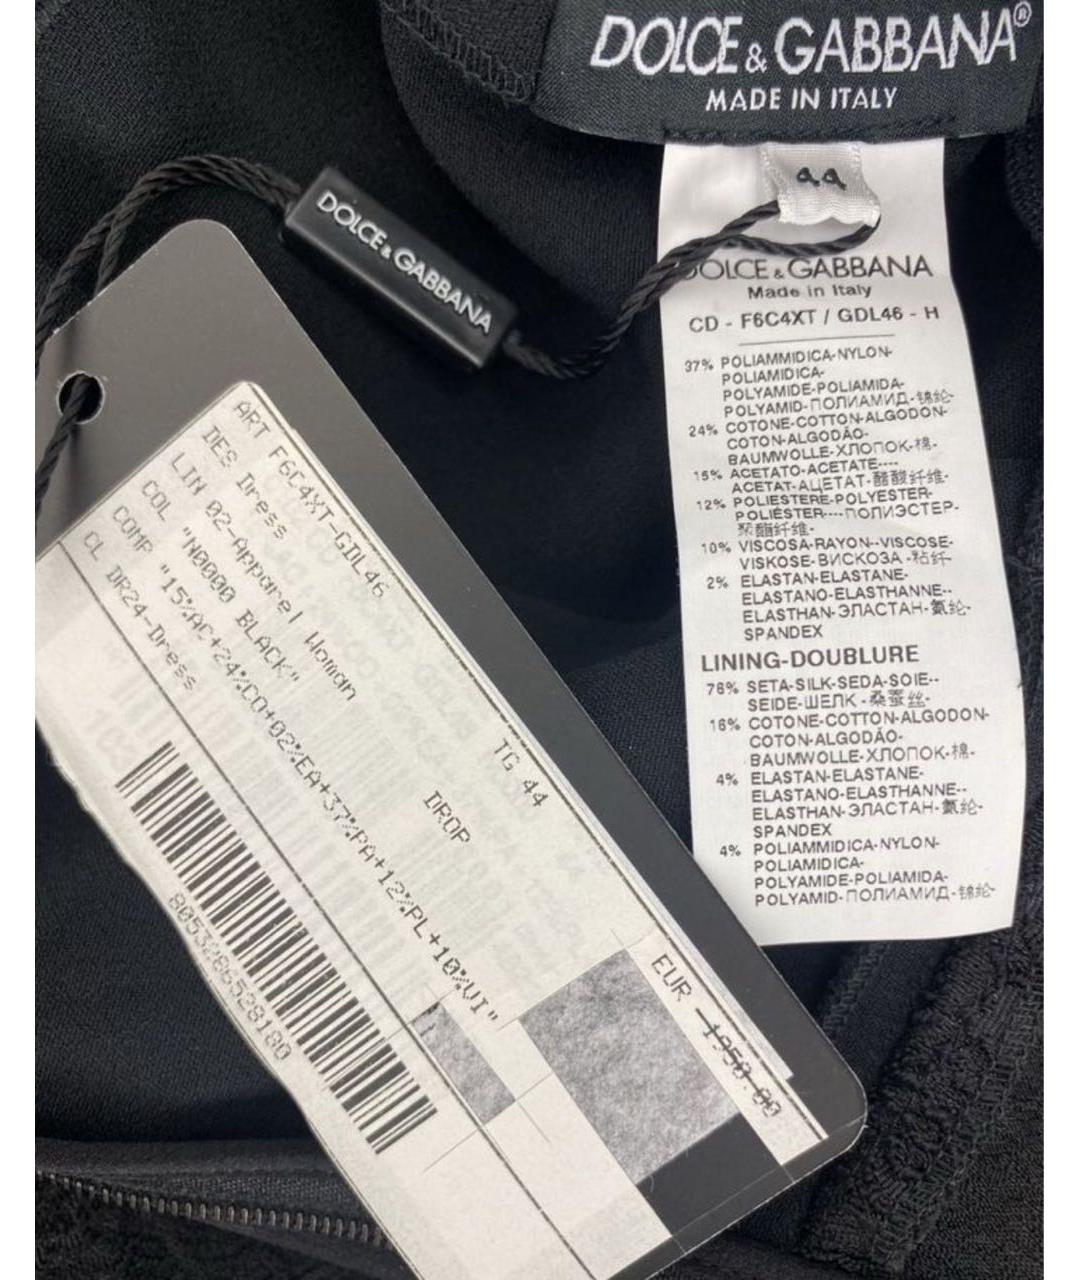 DOLCE & GABBANA®
MADE IN ITALY
44
DOLCE & GABBANA
Made in Italy
CD - F6C4XT / GDL46 - H
37% POLIAMMIDICA-NYLON-
POLIAMIDICA-
POLYAMIDE-POLIAMIDA-
POLYAMID-ПОЛИАМИД-锦纶-
24% COTONE-COTTON-ALGODON-
COTON-ALGODÃO-
BAUMWOLLE-ХЛОПОК-棉-
15% ACETATO-ACETATE----
ACETAT-АЦЕТАТ-醋酸纤维-
12% POLIESTERE-POLYESTER-
POLIÉSTER----ПОЛИЭСТЕР-
聚酯纤维-
10% VISCOSA-RAYON--VISCOSE-
VISKOSE-ВИСКОЗА-粘纤-
2% ELASTAN-ELASTANE-
ELASTANO-ELASTHANNE--
ELASTHAN-ЭЛАСТАН-氨纶-
SPANDEX
LINING-DOUBLURE
76% SETA-SILK-SEDA-SOIE--
SEIDE-ШЕЛК-桑蚕丝-
16% COTONE-COTTON-ALGODON-
COTON-ALGODÃO-
BAUMWOLLE-ХЛОПОК-棉-
4% ELASTAN-ELASTANE-
ELASTANO-ELASTHANNE--
ELASTHAN-ЭЛАСТАН-氨纶-
SPANDEX
4% POLIAMMIDICA-NYLON-
POLIAMIDICA-
POLYAMIDE-POLIAMIDA-
POLYAMID-ПОЛИАМИД-锦纶-
DOLCE & GABBANA
ART F6C4XT-GDL46
DES Dress
LIN 02-Apparel Woman TG 44
COL "N0000 BLACK" DROP
COMP "15%AC+24%CO+02%EA+37%PA+12%PL+10%VI"
CL DR24-Dress
8053286528180
EUR 1950.00